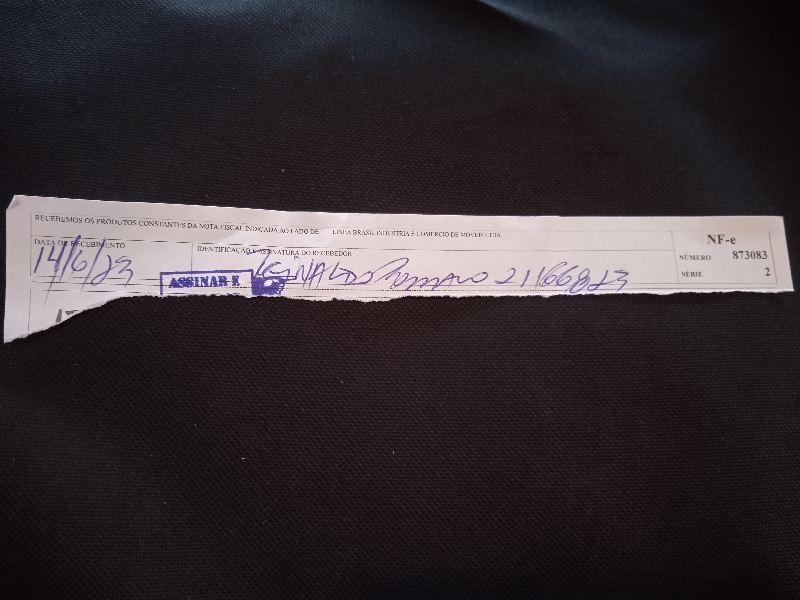 RECEBEMOS OS PRODUTOS CONSTANTES DA NOTA FISCAL INDICADA AO LADO DE LINEA BRASIL INDUSTRIA E COMERCIO DE MOVEIS LTDA
NF-e
NÚMERO 873083
SÉRIE 2
DATA DE RECEBIMENTO
14/6/23
IDENTIFICAÇÃO E ASSINATURA DO RECEBEDOR
ASSINAR E